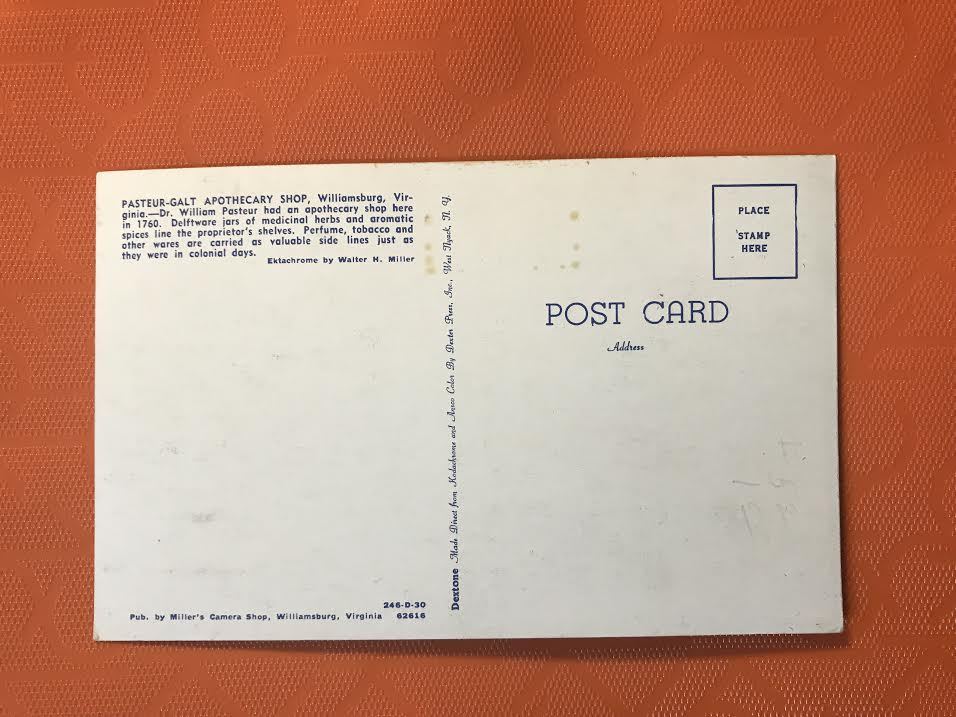 PASTEUR-GALT APOTHECARY SHOP, Williamsburg, Vir-
ginia.—Dr. William Pasteur had an apothecary shop here
in 1760. Delftware jars of medicinal herbs and aromatic
spices line the proprietor's shelves. Perfume, tobacco and
other wares are carried as valuable side lines just as
they were in colonial days.
Ektachrome by Walter H. Miller
246-D-30
Pub. by Miller's Camera Shop, Williamsburg, Virginia 62616
Dextone Made Direct from Kodachrome and Ansco Color By Dexter Press, Inc., West Nyack, N. Y.
PLACE
STAMP
HERE
POST CARD
Address